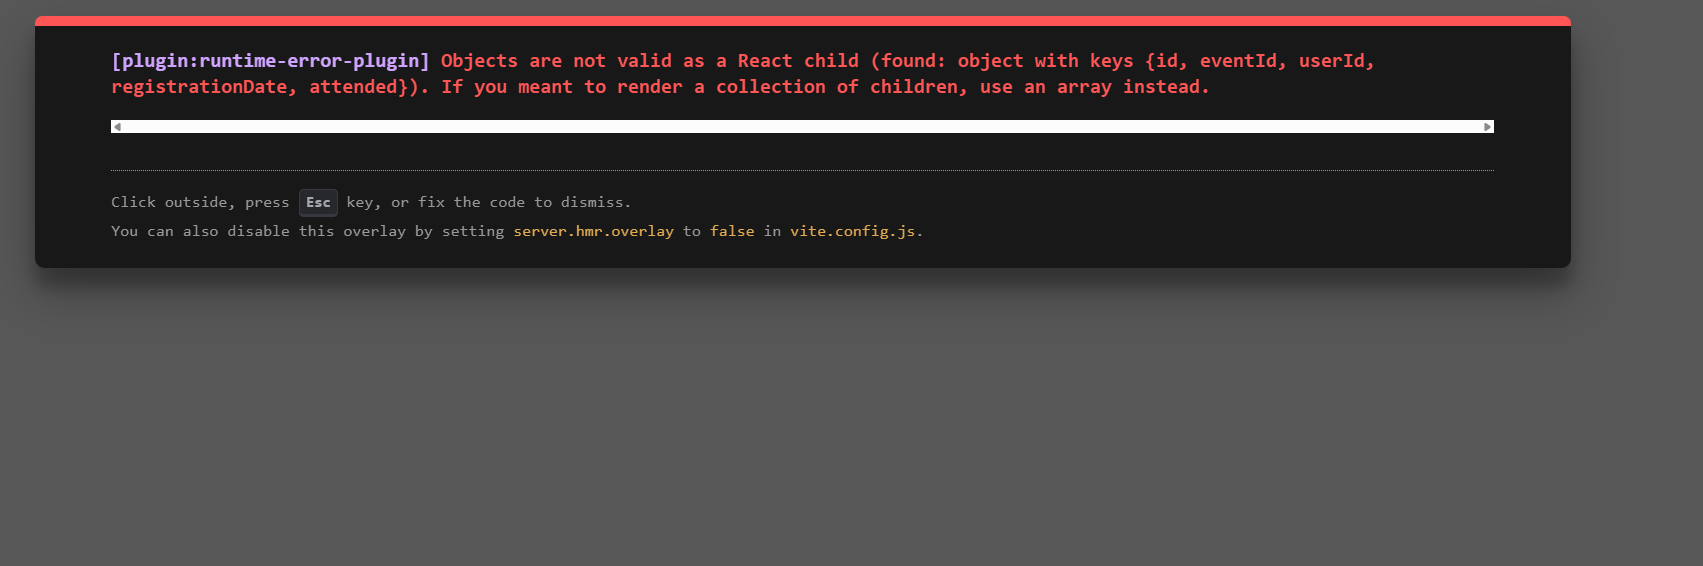 [plugin:runtime-error-plugin] Objects are not valid as a React child (found: object with keys {id, eventId, userId,
registrationDate, attended}). If you meant to render a collection of children, use an array instead.
Click outside, press Esc key, or fix the code to dismiss.
You can also disable this overlay by setting server.hmr.overlay to false in vite.config.js.